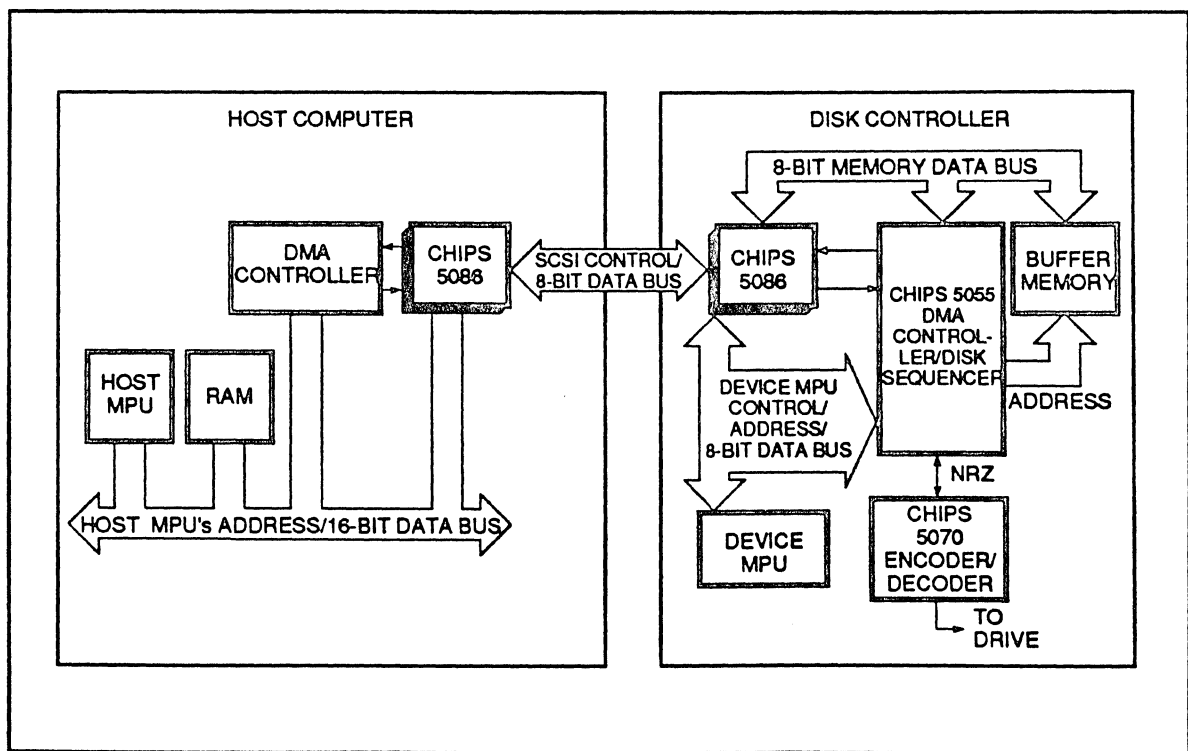 HOST COMPUTER
DMA
CONTROLLER
CHIPS
5086
HOST
MPU
RAM
HOST MPU's ADDRESS/16-BIT DATA BUS
SCSI CONTROL/
8-BIT DATA BUS
DISK CONTROLLER
8-BIT MEMORY DATA BUS
CHIPS
5086
CHIPS 5055
DMA
CONTROL-
LER/DISK
SEQUENCER
BUFFER
MEMORY
ADDRESS
DEVICE MPU
CONTROL/
ADDRESS/
8-BIT DATA BUS
DEVICE
MPU
NRZ
CHIPS
5070
ENCODER/
DECODER
TO
DRIVE